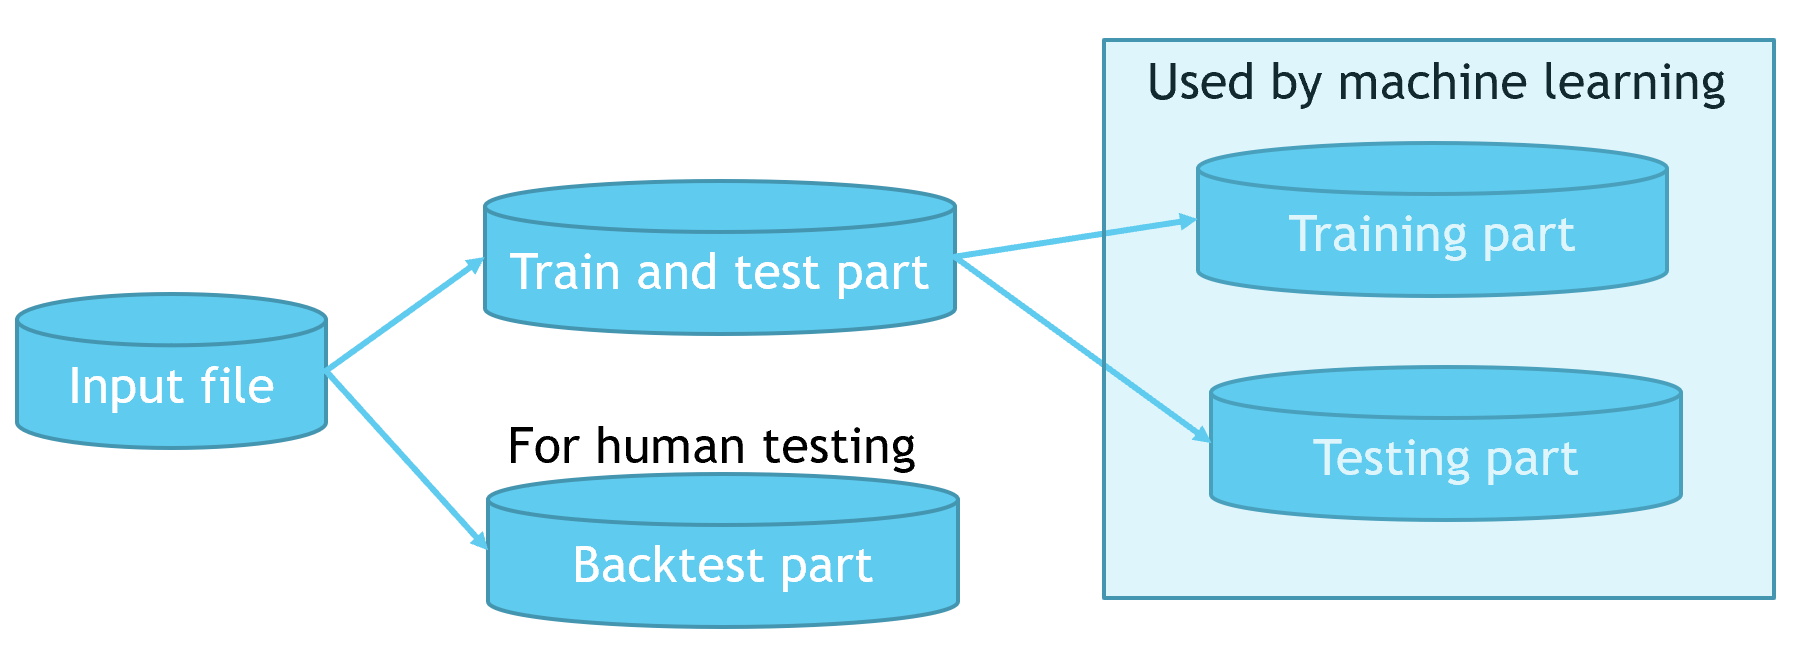 Input file
Train and test part
For human testing
Backtest part
Used by machine learning
Training part
Testing part